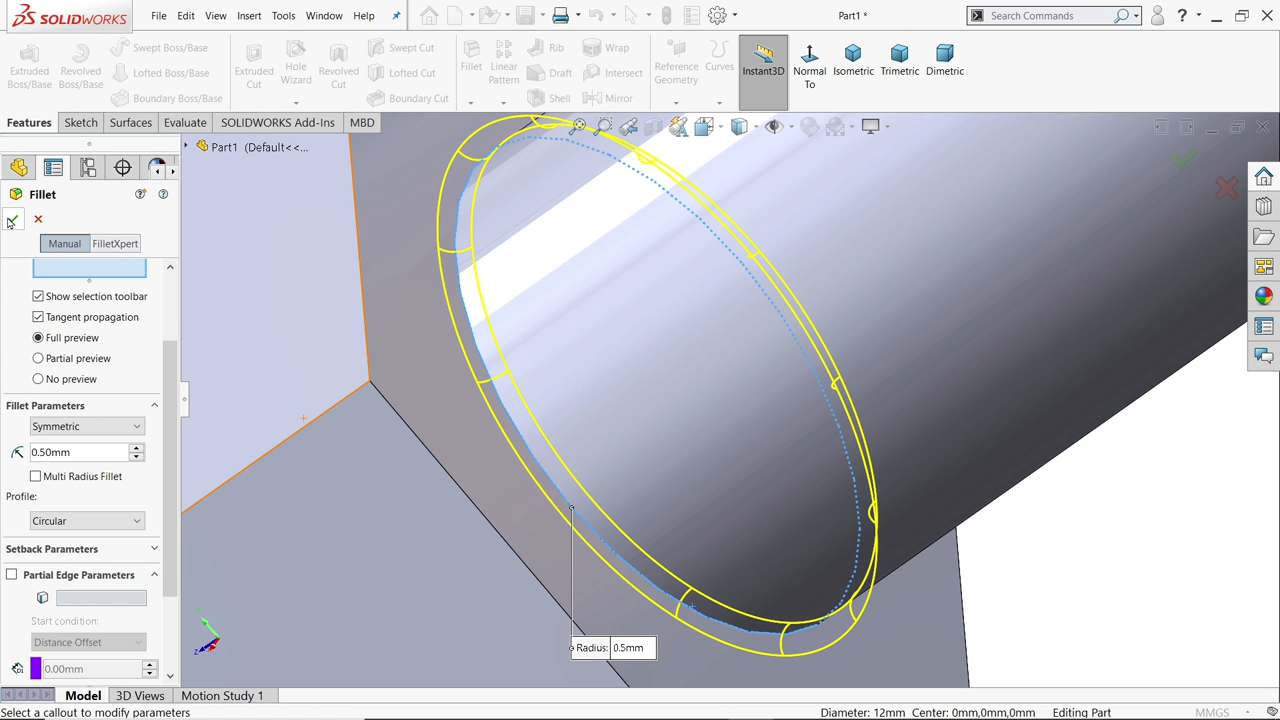 SOLIDWORKS
File Edit View Insert Tools Window Help
Part1 *
Search Commands
Extruded Boss/Base
Revolved Boss/Base
Swept Boss/Base
Lofted Boss/Base
Boundary Boss/Base
Extruded Cut
Hole Wizard
Revolved Cut
Swept Cut
Lofted Cut
Boundary Cut
Fillet
Linear Pattern
Rib
Draft
Shell
Wrap
Intersect
Mirror
Reference Geometry
Curves
Instant3D
Normal To
Isometric
Trimetric
Dimetric
Features Sketch Surfaces Evaluate SOLIDWORKS Add-Ins MBD
Part1 (Default<<...
Fillet
Manual FilletXpert
Show selection toolbar
Tangent propagation
Full preview
Partial preview
No preview
Fillet Parameters
Symmetric
0.50mm
Multi Radius Fillet
Profile:
Circular
Setback Parameters
Partial Edge Parameters
Start condition:
Distance Offset
0.00mm
Radius: 0.5mm
Y
Z
Model 3D Views Motion Study 1
Select a callout to modify parameters
Diameter: 12mm Center: 0mm,0mm,0mm
Editing Part
MMGS